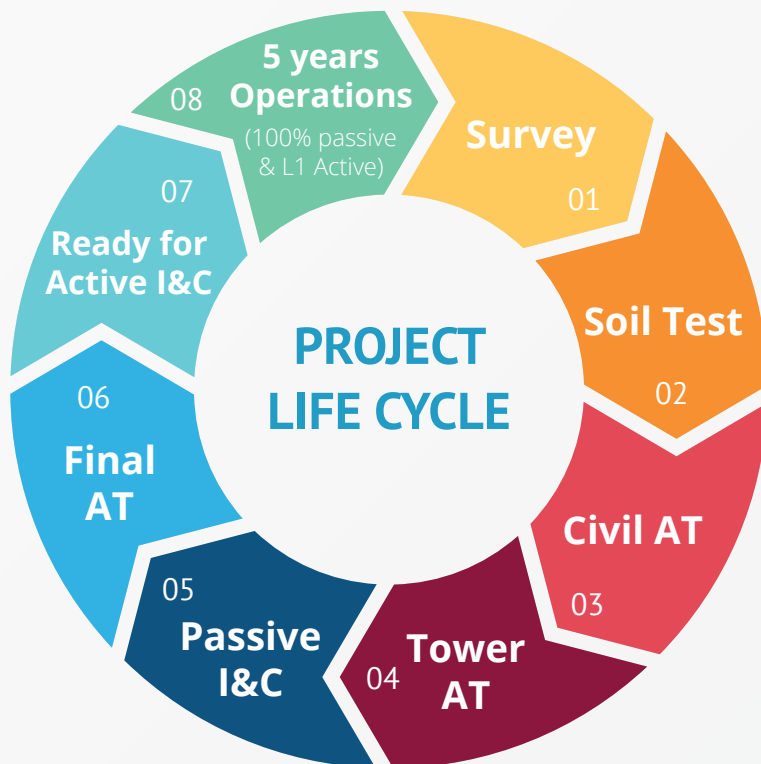 PROJECT
LIFE CYCLE
Survey
01
Soil Test
02
Civil AT
03
04
Tower
AT
05
Passive
I&C
06
Final
AT
07
Ready for
Active I&C
08
5 years
Operations
(100% passive
& L1 Active)